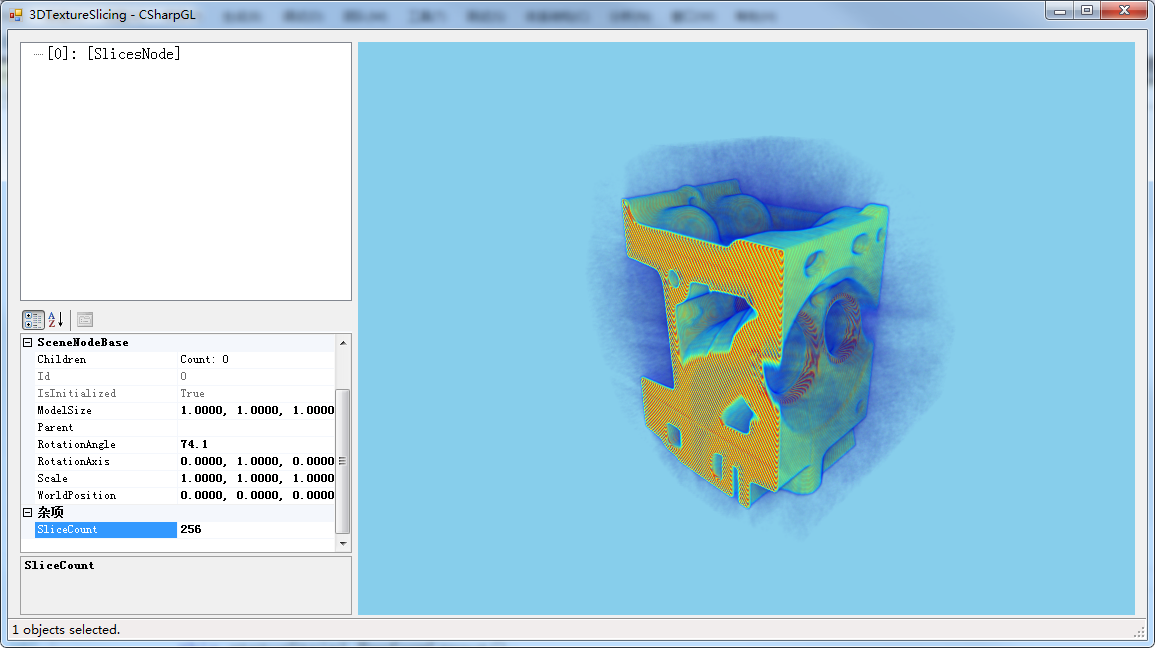 3DTextureSlicing - CSharpGL
[0]: [SlicesNode]
SceneNodeBase
Children Count: 0
Id 0
IsInitialized True
ModelSize 1.0000, 1.0000, 1.0000
Parent
RotationAngle 74.1
RotationAxis 0.0000, 1.0000, 0.0000
Scale 1.0000, 1.0000, 1.0000
WorldPosition 0.0000, 0.0000, 0.0000
杂项
SliceCount 256
SliceCount
1 objects selected.